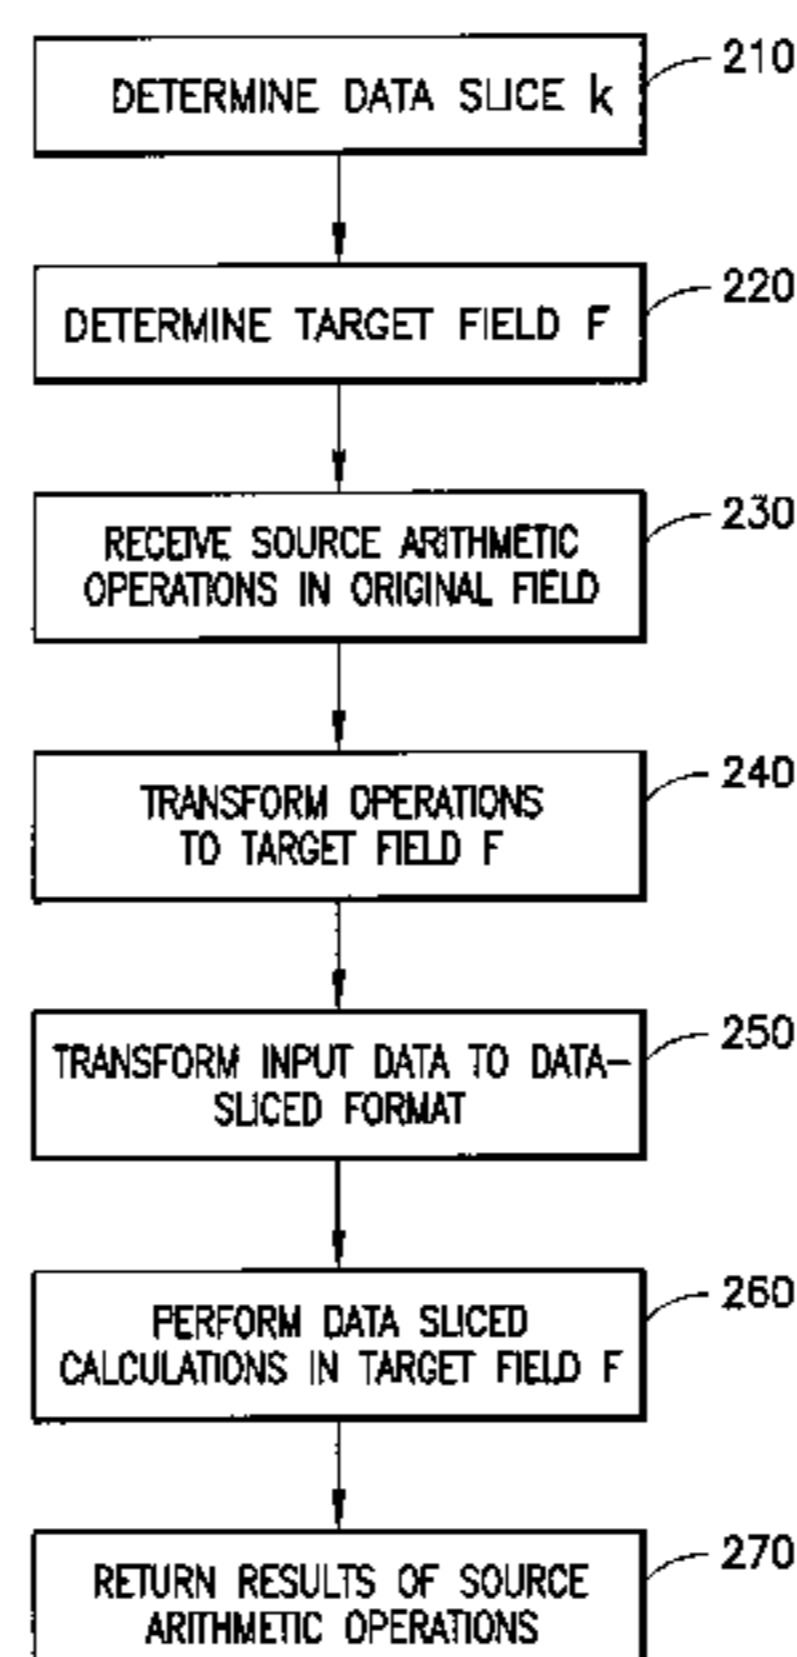 DETERMINE DATA SLICE k
210
DETERMINE TARGET FIELD F
220
RECEIVE SOURCE ARITHMETIC
OPERATIONS IN ORIGINAL FIELD
230
TRANSFORM OPERATIONS
TO TARGET FIELD F
240
TRANSFORM INPUT DATA TO DATA-
SLICED FORMAT
250
PERFORM DATA SLICED
CALCULATIONS IN TARGET FIELD F
260
RETURN RESULTS OF SOURCE
ARITHMETIC OPERATIONS
270